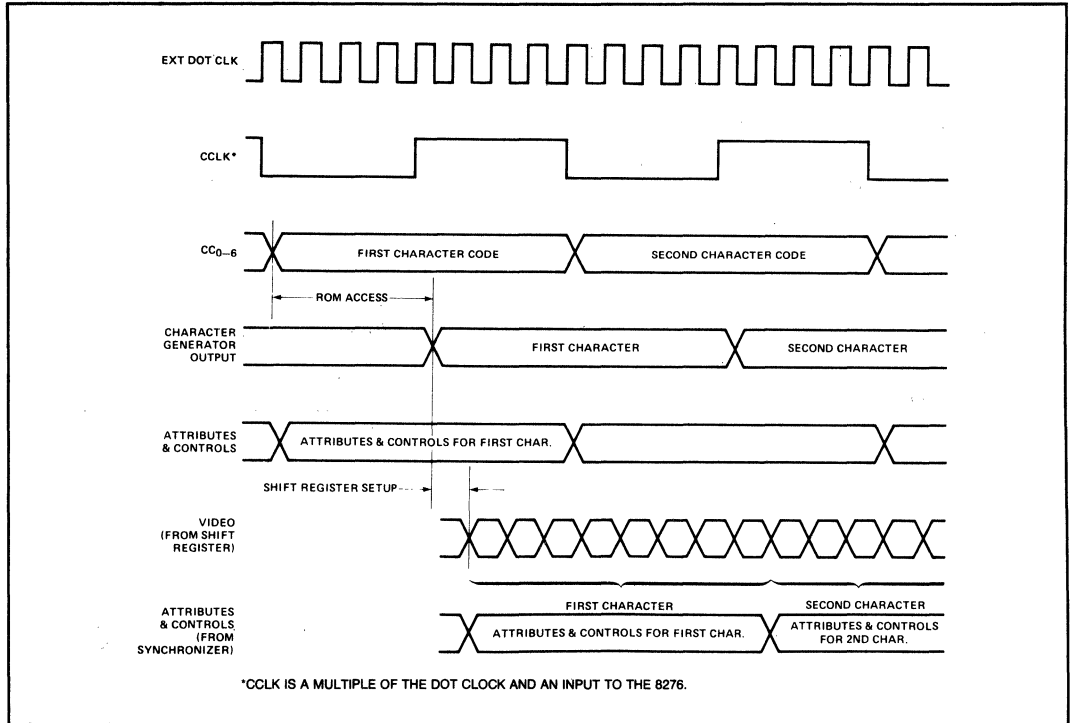 EXT DOT CLK
CCLK*
CC0–6
FIRST CHARACTER CODE
SECOND CHARACTER CODE
ROM ACCESS
CHARACTER
GENERATOR
OUTPUT
FIRST CHARACTER
SECOND CHARACTER
ATTRIBUTES
& CONTROLS
ATTRIBUTES & CONTROLS FOR FIRST CHAR.
SHIFT REGISTER SETUP
VIDEO
(FROM SHIFT
REGISTER)
FIRST CHARACTER
SECOND CHARACTER
ATTRIBUTES
& CONTROLS
(FROM
SYNCHRONIZER)
ATTRIBUTES & CONTROLS FOR FIRST CHAR.
ATTRIBUTES & CONTROLS
FOR 2ND CHAR.
*CCLK IS A MULTIPLE OF THE DOT CLOCK AND AN INPUT TO THE 8276.